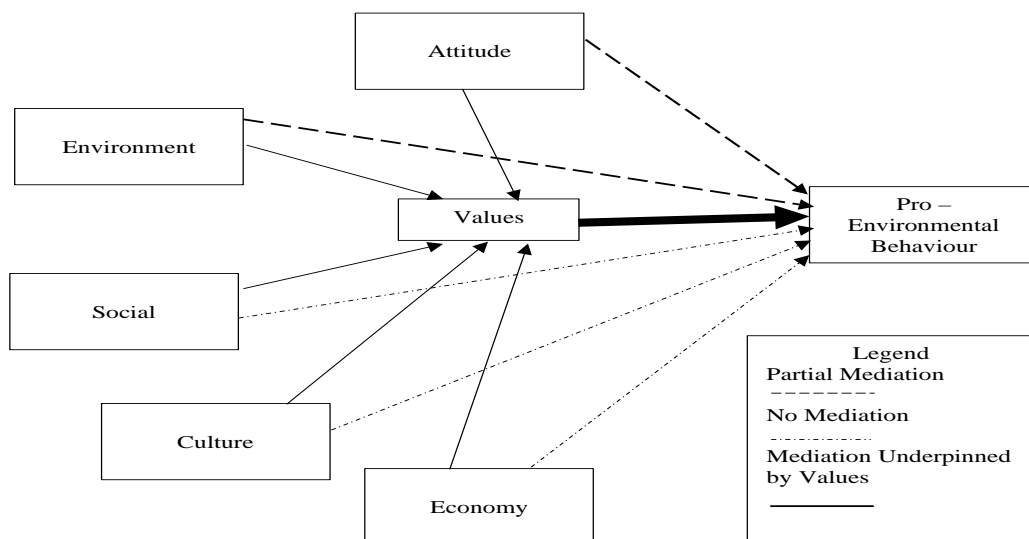 Attitude
Environment
Values
Pro –
Environmental
Behaviour
Social
Culture
Economy
Legend
Partial Mediation
No Mediation
Mediation Underpinned
by Values